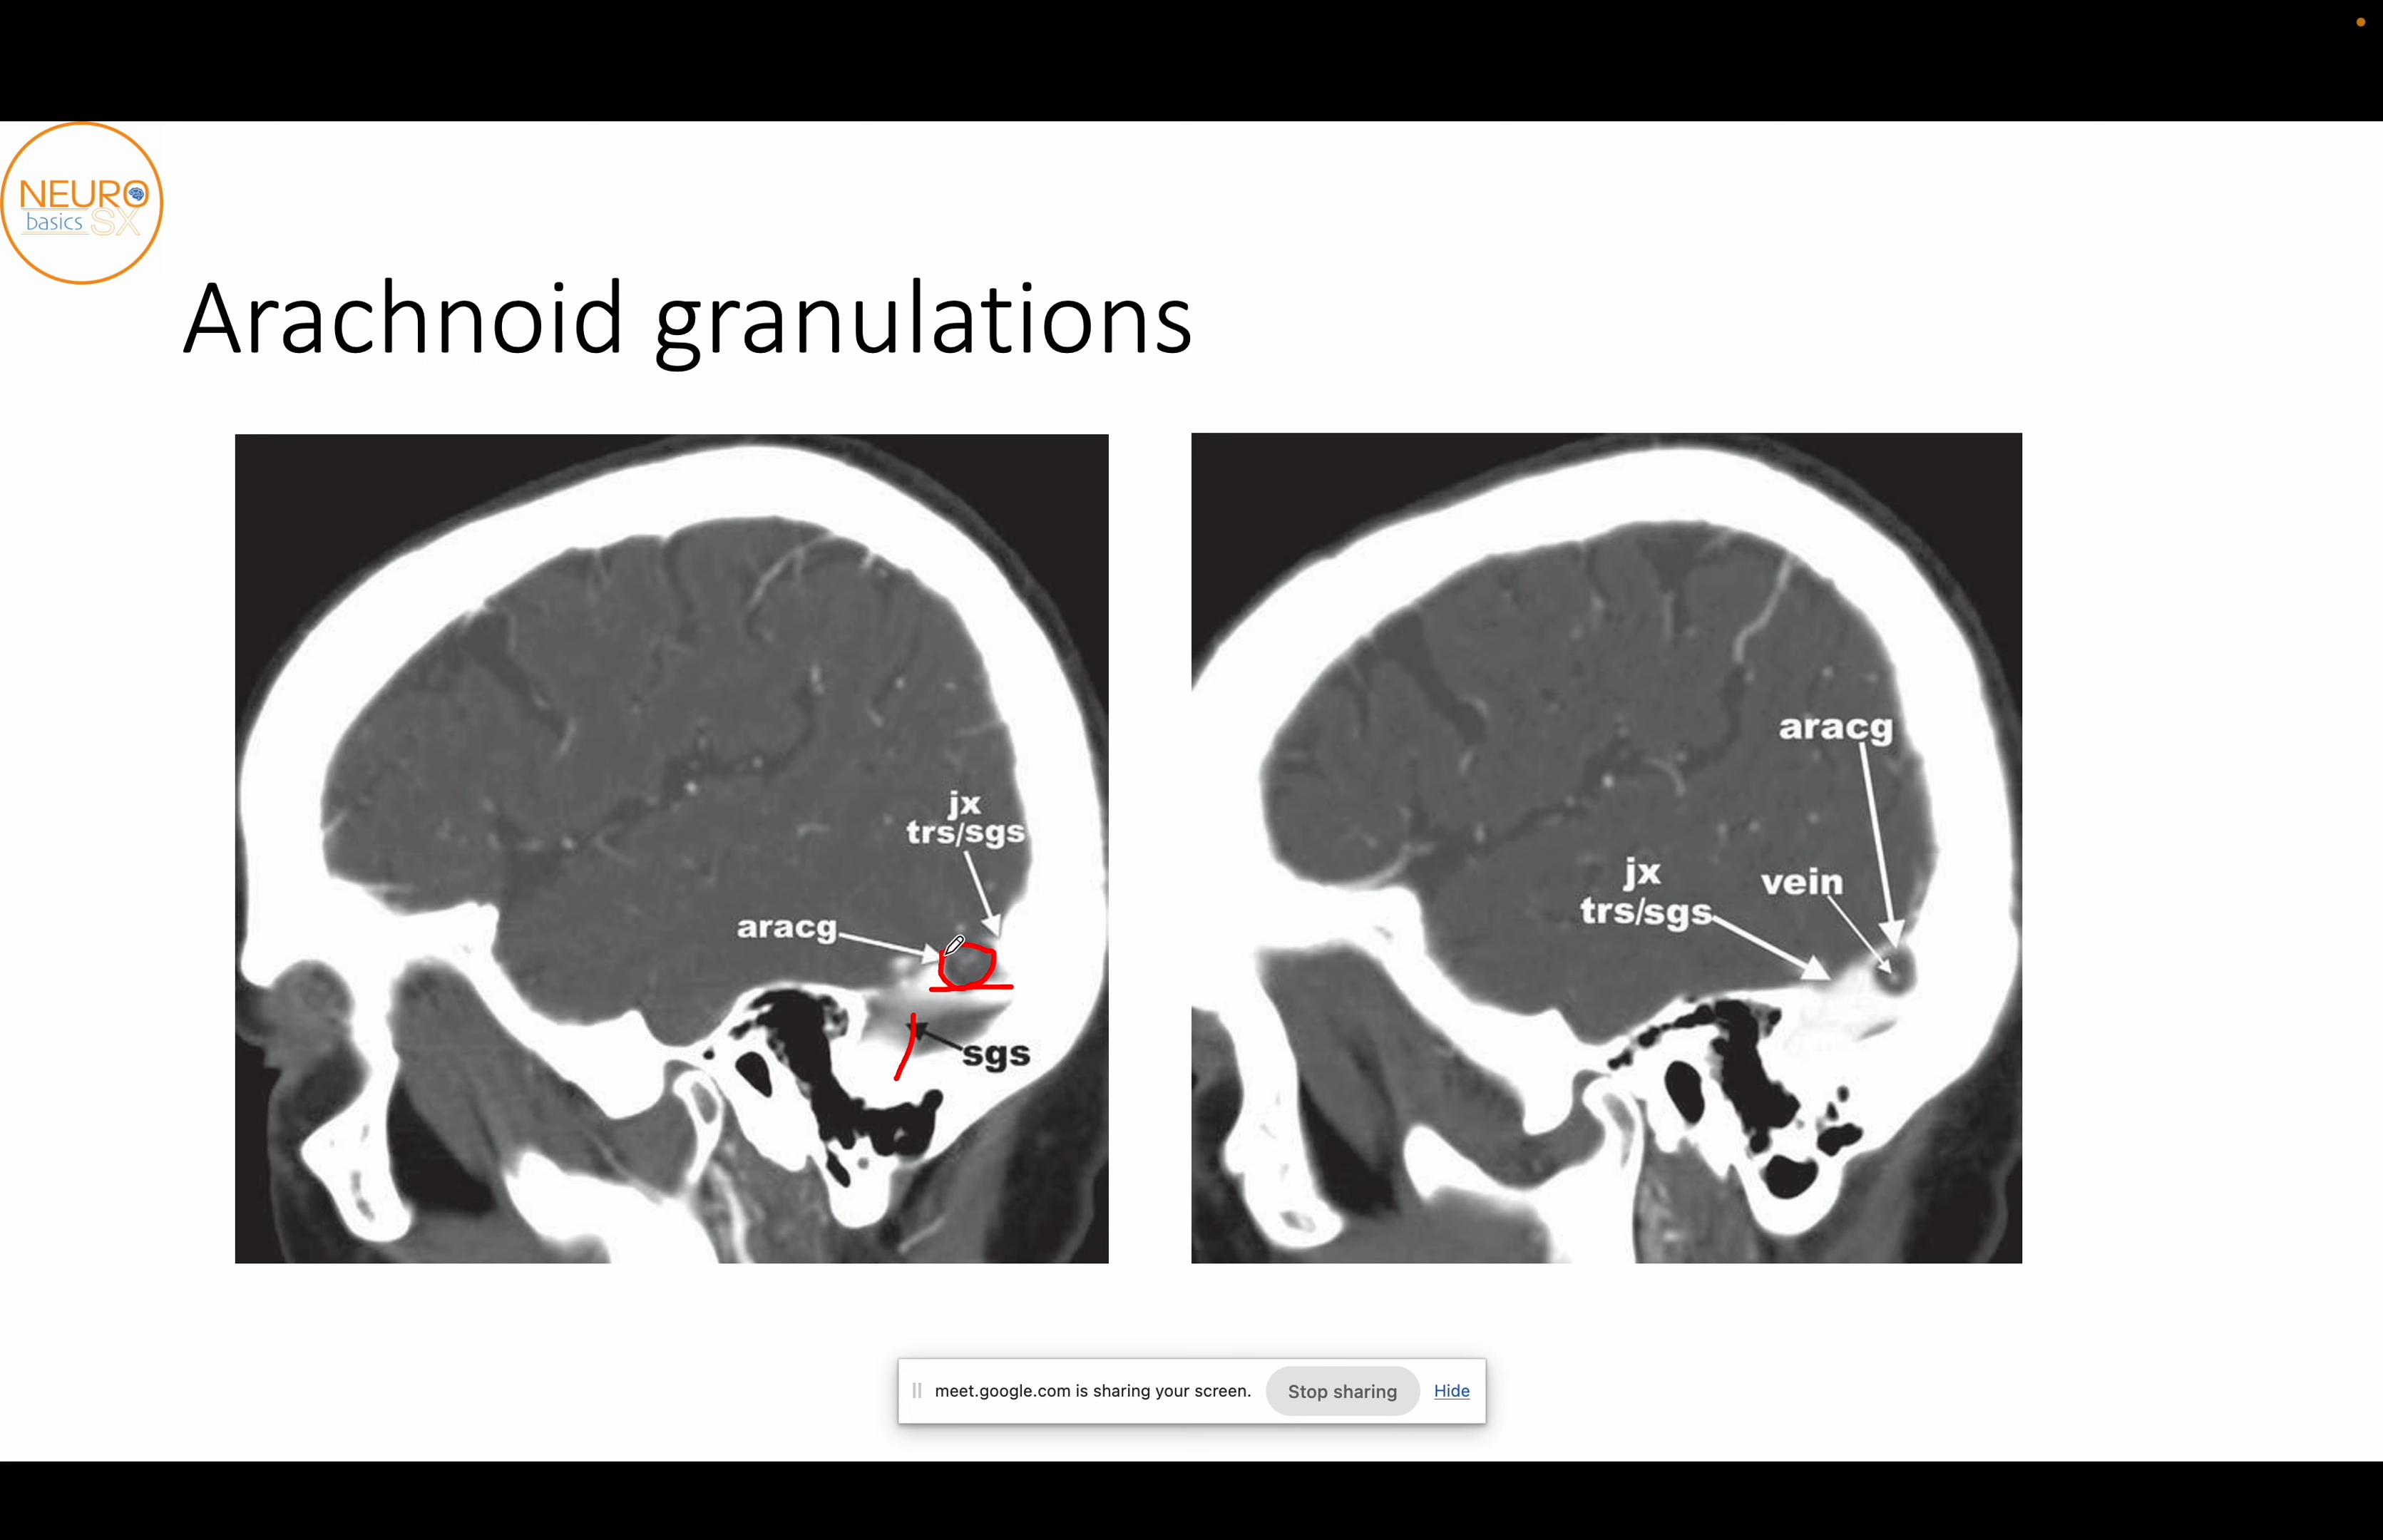 NEURO
basics SX
Arachnoid granulations
jx
trs/sgs
aracg
sgs
aracg
jx
vein
trs/sgs
meet.google.com is sharing your screen. Stop sharing Hide